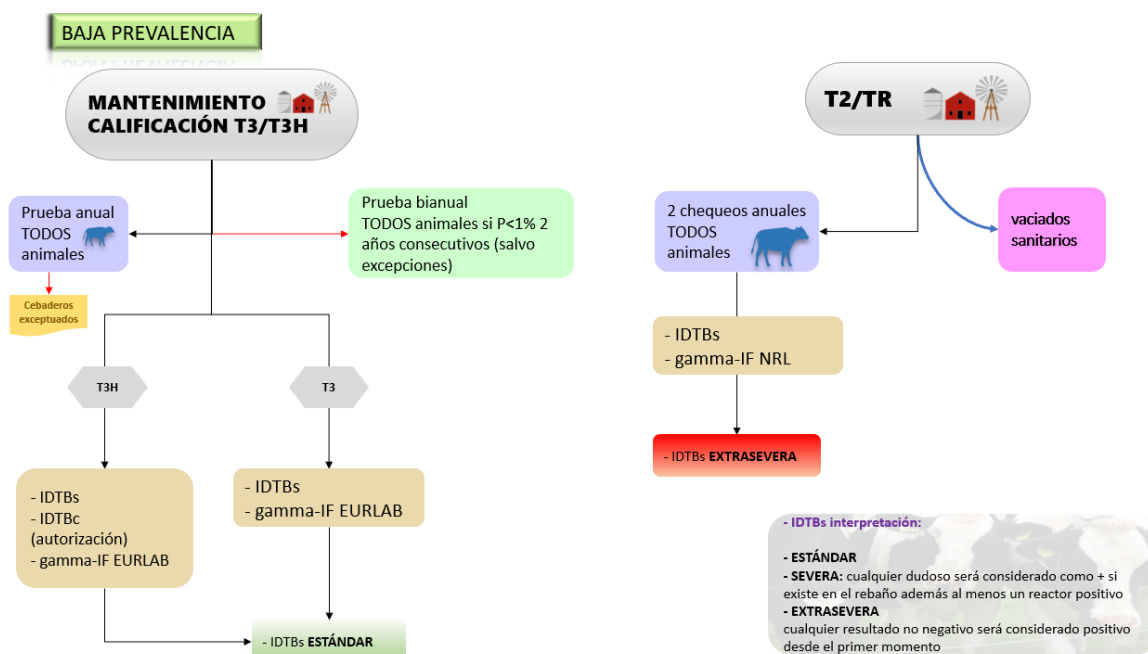 BAJA PREVALENCIA
MANTENIMIENTO
CALIFICACIÓN T3/T3H
Prueba anual
TODOS
animales
Cebaderos
exceptuados
Prueba bianual
TODOS animales si P<1% 2
años consecutivos (salvo
excepciones)
T3H
T3
- IDTBs
- IDTBc
(autorización)
- gamma-IF EURLAB
- IDTBs
- gamma-IF EURLAB
- IDTBs ESTÁNDAR
T2/TR
2 chequeos anuales
TODOS
animales
vaciados
sanitarios
- IDTBs
- gamma-IF NRL
- IDTBs EXTRASEVERA
- IDTBs interpretación:
- ESTÁNDAR
- SEVERA: cualquier dudoso será considerado como + si
existe en el rebaño además al menos un reactor positivo
- EXTRASEVERA
cualquier resultado no negativo será considerado positivo
desde el primer momento